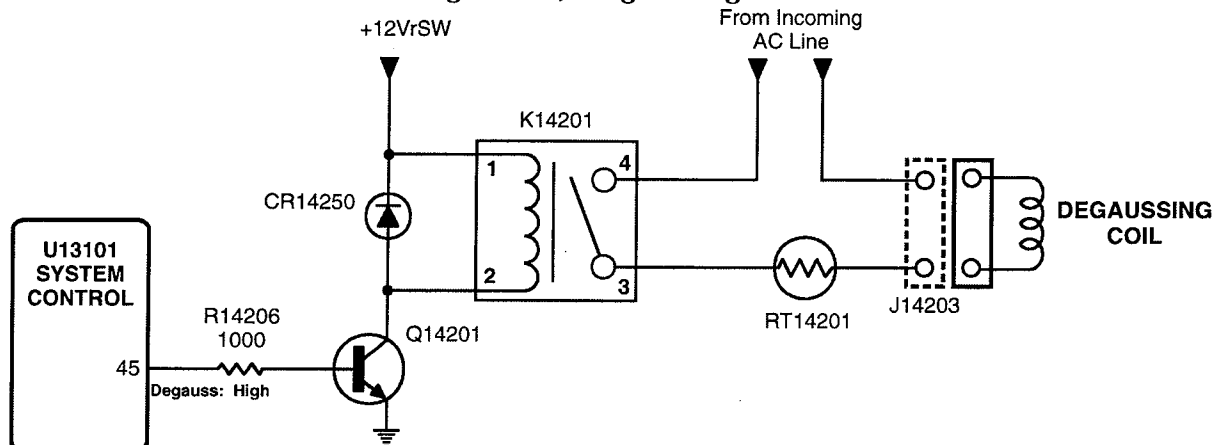 +12VrSW
From Incoming
AC Line
K14201
1
4
CR14250
2
3
DEGAUSSING
COIL
U13101
SYSTEM
CONTROL
R14206
1000
Q14201
RT14201
J14203
45
Degauss: High